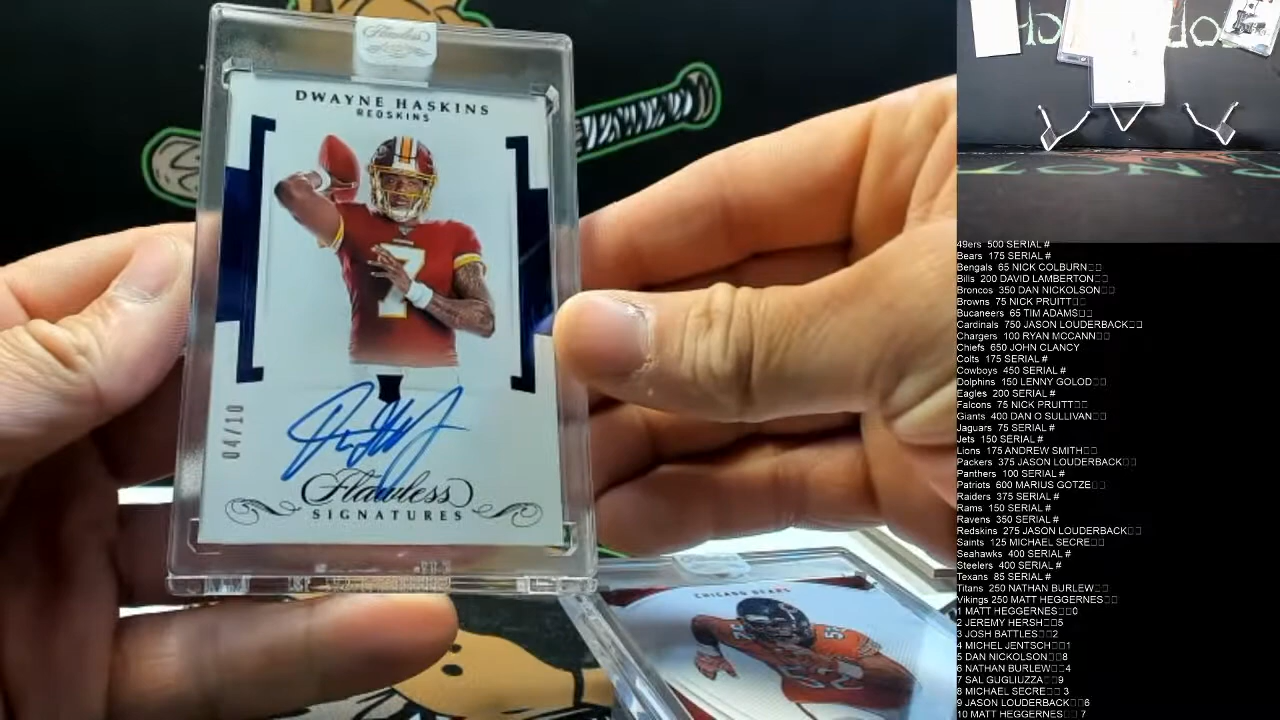 Flawless
DWAYNE HASKINS
REDSKINS
7
04/10
Flawless
SIGNATURES
CHICAGO BEARS
49ers 500 SERIAL #
Bears 175 SERIAL #
Bengals 65 NICK COLBURN□□
Bills 200 DAVID LAMBERTON□□
Broncos 350 DAN NICKOLSON□□
Browns 75 NICK PRUITT□□
Bucaneers 65 TIM ADAMS□□
Cardinals 750 JASON LOUDERBACK□□
Chargers 100 RYAN MCCANN□□
Chiefs 650 JOHN CLANCY
Colts 175 SERIAL #
Cowboys 450 SERIAL #
Dolphins 150 LENNY GOLOD□□
Eagles 200 SERIAL #
Falcons 75 NICK PRUITT□□
Giants 400 DAN O SULLIVAN□□
Jaguars 75 SERIAL #
Jets 150 SERIAL #
Lions 175 ANDREW SMITH□□
Packers 375 JASON LOUDERBACK□□
Panthers 100 SERIAL #
Patriots 600 MARIUS GOTZE□□
Raiders 375 SERIAL #
Rams 150 SERIAL #
Ravens 350 SERIAL #
Redskins 275 JASON LOUDERBACK□□
Saints 125 MICHAEL SECRE□□
Seahawks 400 SERIAL #
Steelers 400 SERIAL #
Texans 85 SERIAL #
Titans 250 NATHAN BURLEW□□
Vikings 250 MATT HEGGERNES□□
1 MATT HEGGERNES□□0
2 JEREMY HERSH□□5
3 JOSH BATTLES□□2
4 MICHEL JENTSCH□□1
5 DAN NICKOLSON□□8
6 NATHAN BURLEW□□4
7 SAL GUGLIUZZA□□9
8 MICHAEL SECRE□□ 3
9 JASON LOUDERBACK□□6
10 MATT HEGGERNES□□ 7